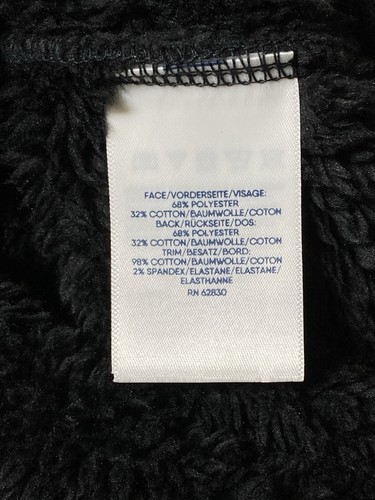 FACE/VORDERSEITE/VISAGE:
68% POLYESTER
32% COTTON/BAUMWOLLE/COTON
BACK/RÜCKSEITE/DOS:
68% POLYESTER
32% COTTON/BAUMWOLLE/COTON
TRIM/BESATZ/BORD:
98% COTTON/BAUMWOLLE/COTON
2% SPANDEX/ELASTANE/ELASTANE/
ELASTHANNE
RN 62830